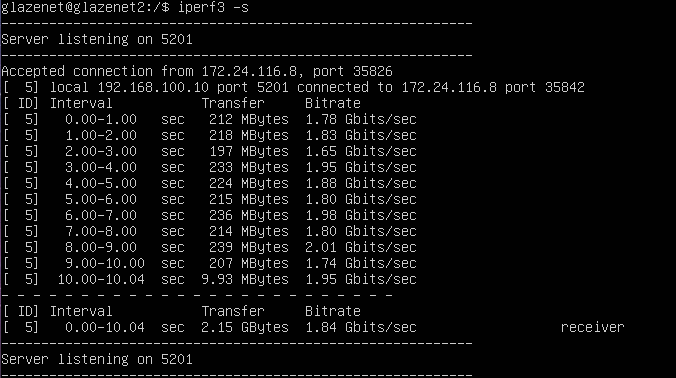 glazenet@glazenet2:/$ iperf3 -s
-----------------------------------------------------------
Server listening on 5201
-----------------------------------------------------------
Accepted connection from 172.24.116.8, port 35826
[  5] local 192.168.100.10 port 5201 connected to 172.24.116.8 port 35842
[ ID] Interval           Transfer     Bitrate
[  5]   0.00-1.00   sec   212 MBytes  1.78 Gbits/sec
[  5]   1.00-2.00   sec   218 MBytes  1.83 Gbits/sec
[  5]   2.00-3.00   sec   197 MBytes  1.65 Gbits/sec
[  5]   3.00-4.00   sec   233 MBytes  1.95 Gbits/sec
[  5]   4.00-5.00   sec   224 MBytes  1.88 Gbits/sec
[  5]   5.00-6.00   sec   215 MBytes  1.80 Gbits/sec
[  5]   6.00-7.00   sec   236 MBytes  1.98 Gbits/sec
[  5]   7.00-8.00   sec   214 MBytes  1.80 Gbits/sec
[  5]   8.00-9.00   sec   239 MBytes  2.01 Gbits/sec
[  5]   9.00-10.00  sec   207 MBytes  1.74 Gbits/sec
[  5]  10.00-10.04  sec  9.93 MBytes  1.95 Gbits/sec
- - - - - - - - - - - - - - - - - - - - - - - - -
[ ID] Interval           Transfer     Bitrate
[  5]   0.00-10.04  sec  2.15 GBytes  1.84 Gbits/sec                  receiver
-----------------------------------------------------------
Server listening on 5201
-----------------------------------------------------------